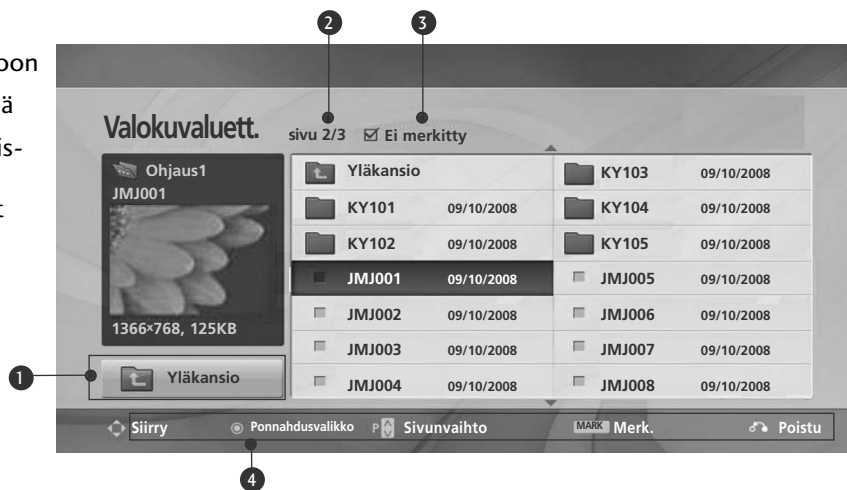 2 3
oon
ä
is-
t
Valokuvaluett. sivu 2/3 Ei merkitty
Ohjaus1
JMJ001
1366×768, 125KB
Yläkansio
Yläkansio KY103 09/10/2008
KY101 09/10/2008 KY104 09/10/2008
KY102 09/10/2008 KY105 09/10/2008
JMJ001 09/10/2008 JMJ005 09/10/2008
JMJ002 09/10/2008 JMJ006 09/10/2008
JMJ003 09/10/2008 JMJ007 09/10/2008
JMJ004 09/10/2008 JMJ008 09/10/2008
1
Siirry Ponnahdusvalikko P Sivunvaihto MARK Merk. Poistu
4